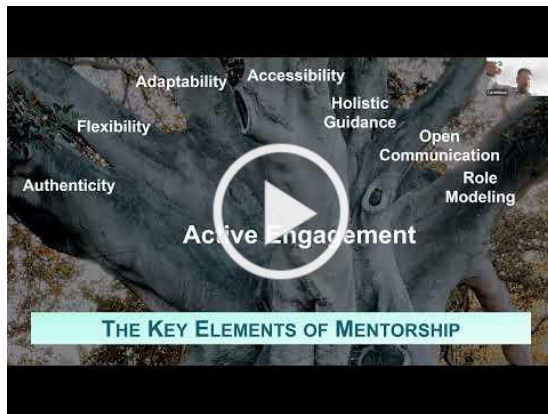 Adaptability
Accessibility
Holistic
Guidance
Flexibility
Open
Communication
Authenticity
Role
Modeling
Active Engagement
THE KEY ELEMENTS OF MENTORSHIP